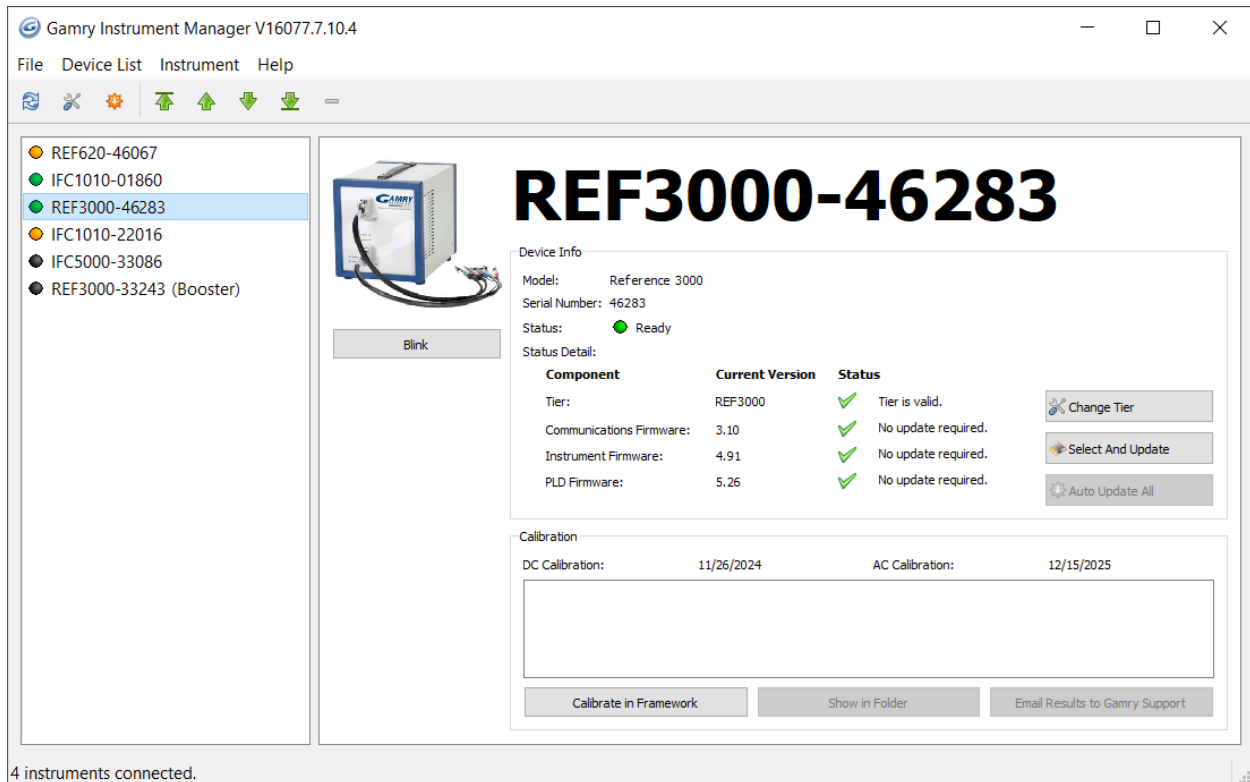 Gamry Instrument Manager V16077.7.10.4
File Device List Instrument Help
REF620-46067
IFC1010-01860
REF3000-46283
IFC1010-22016
IFC5000-33086
REF3000-33243 (Booster)
GAMRY
Blink
REF3000-46283
Device Info
Model: Reference 3000
Serial Number: 46283
Status: Ready
Status Detail:
Component Current Version Status
Tier: REF3000 Tier is valid. Change Tier
Communications Firmware: 3.10 No update required.
Select And Update
Instrument Firmware: 4.91 No update required.
PLD Firmware: 5.26 No update required.
Auto Update All
Calibration
DC Calibration: 11/26/2024 AC Calibration: 12/15/2025
Calibrate in Framework Show in Folder Email Results to Gamry Support
4 instruments connected.